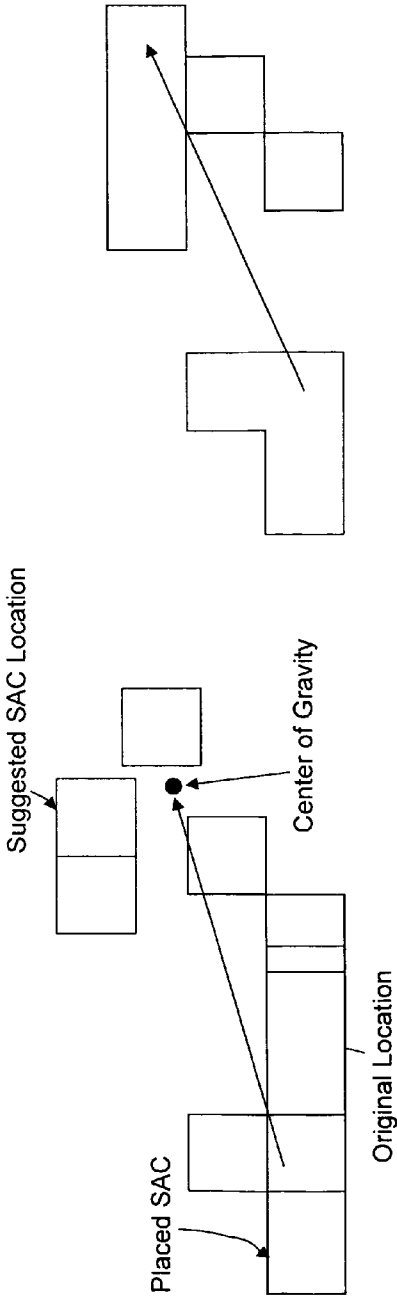 Suggested SAC Location
Placed SAC
Center of Gravity
Original Location